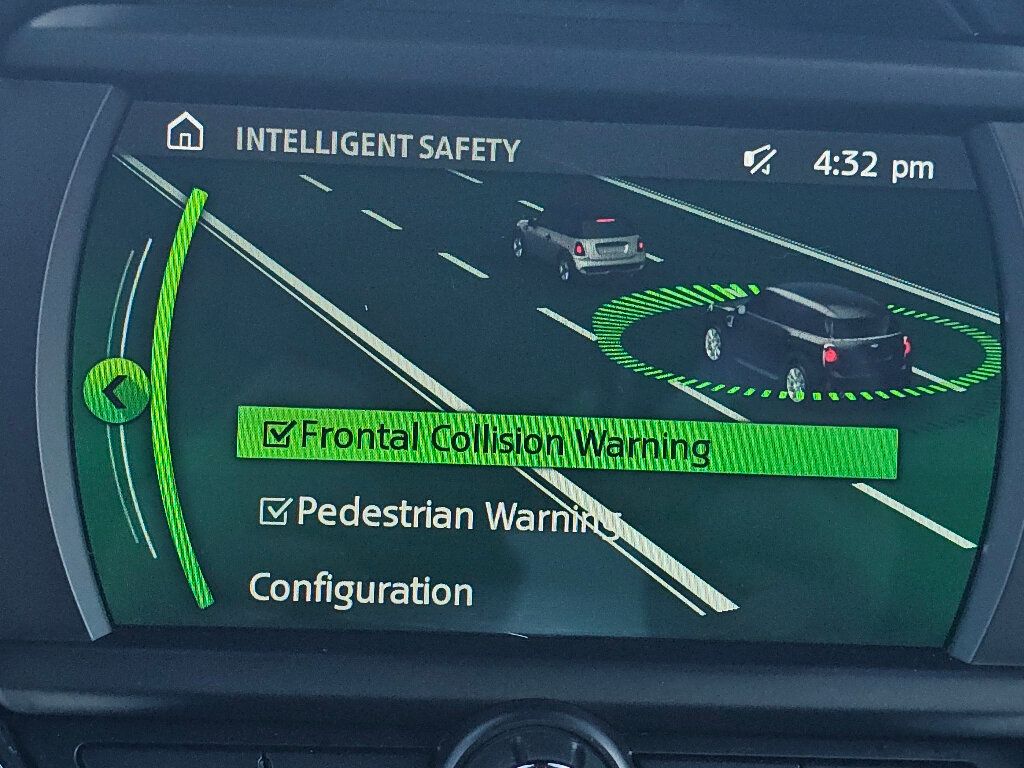 INTELLIGENT SAFETY
4:32 pm
Frontal Collision Warning
Pedestrian Warning
Configuration